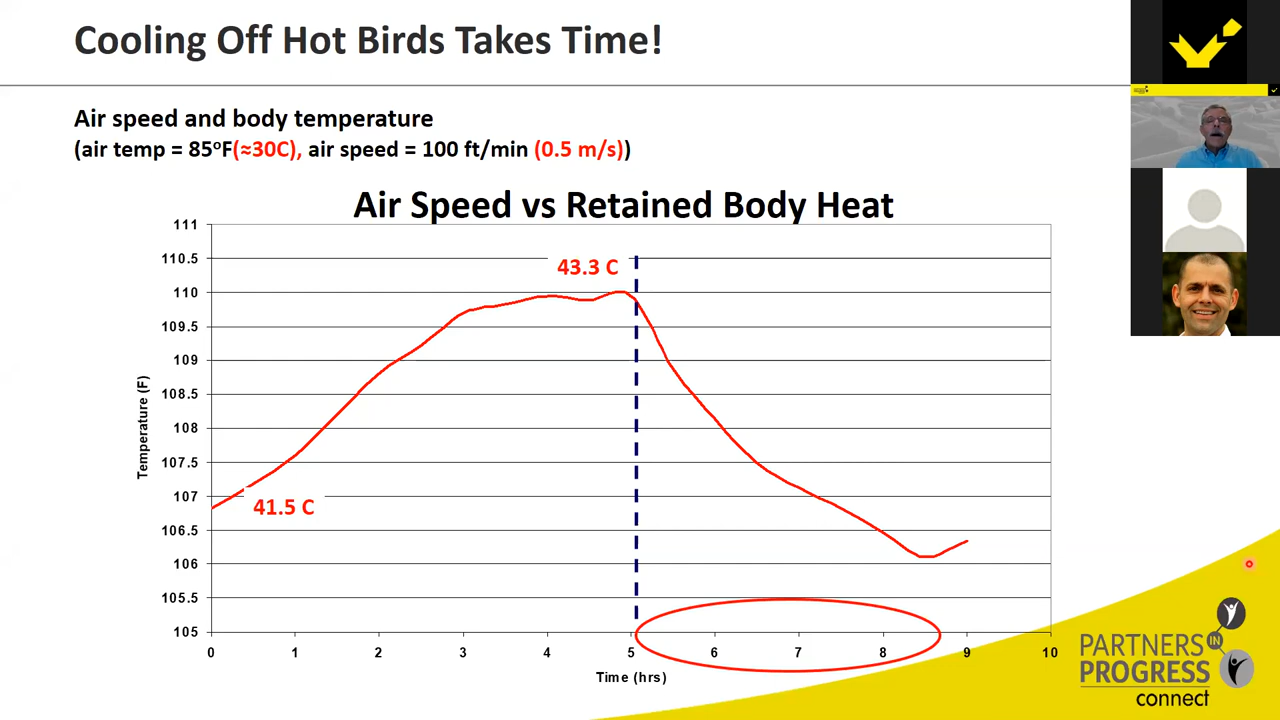 Cooling Off Hot Birds Takes Time!
Air speed and body temperature
(air temp = 85°F(≈30C), air speed = 100 ft/min (0.5 m/s))
Air Speed vs Retained Body Heat
111
110.5
110
109.5
109
108.5
108
107.5
107
106.5
106
105.5
105
Temperature (F)
43.3 C
41.5 C
0 1 2 3 4 5 6 7 8 9 10
Time (hrs)
PARTNERS
IN
PROGRESS
connect